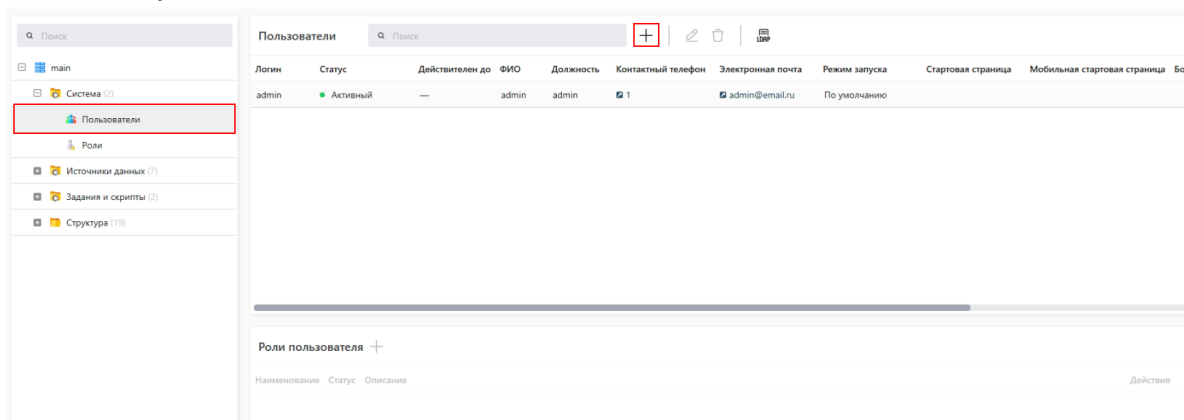 Поиск
main
Система (2)
Пользователи
Роли
Источники данных (7)
Задания и скрипты (2)
Структура (19)
Пользователи Поиск LDAP
Логин Статус Действителен до ФИО Должность Контактный телефон Электронная почта Режим запуска Стартовая страница Мобильная стартовая страница Бо
admin Активный — admin admin 1 admin@email.ru По умолчанию
Роли пользователя
Наименование Статус Описание Действия